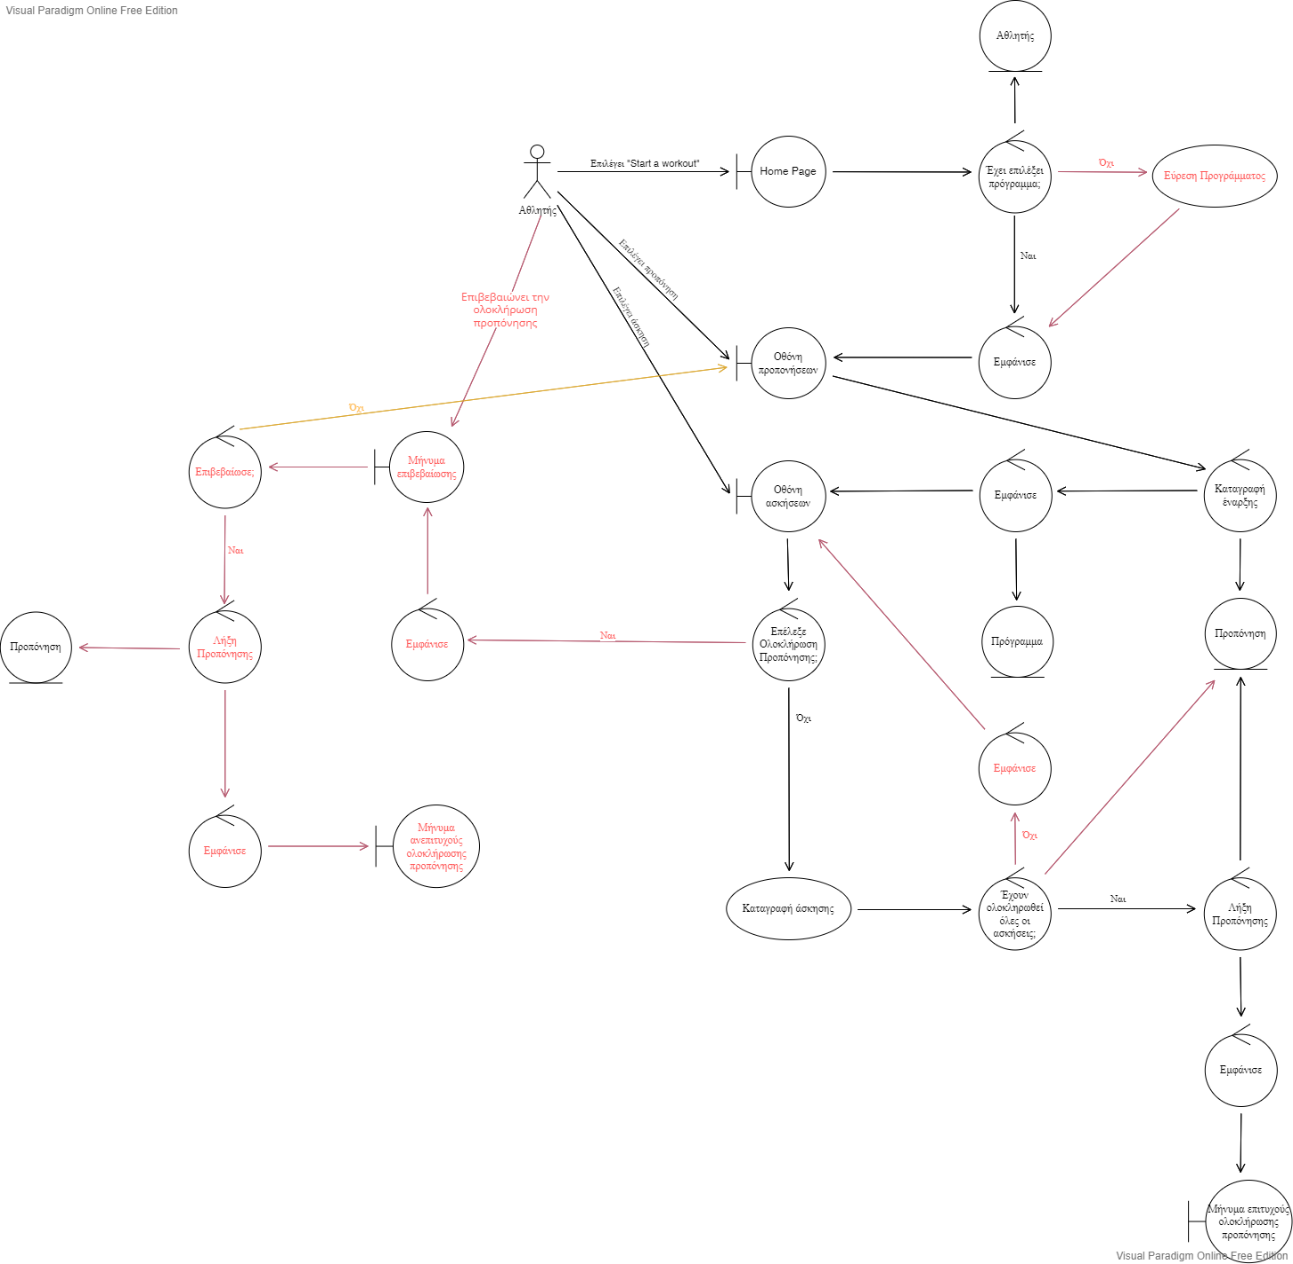 Visual Paradigm Online Free Edition
Αθλητής
Αθλητής
Επιλέγει "Start a workout"
Home Page
Έχει επιλέξει
πρόγραμμα;
Όχι
Εύρεση Προγράμματος
Ναι
Επιλέγει προπόνηση
Επιλέγει άσκηση
Επιβεβαιώνει την
ολοκλήρωση
προπόνησης
Οθόνη
προπονήσεων
Εμφάνισε
Όχι
Επιβεβαίωσε;
Μήνυμα
επιβεβαίωσης
Οθόνη
ασκήσεων
Εμφάνισε
Καταγραφή
έναρξης
Ναι
Προπόνηση
Λήξη
Προπόνησης
Εμφάνισε
Ναι
Επέλεξε
Ολοκλήρωση
Προπόνησης;
Πρόγραμμα
Προπόνηση
Όχι
Εμφάνισε
Εμφάνισε
Μήνυμα
ανεπιτυχούς
ολοκλήρωσης
προπόνησης
Όχι
Καταγραφή άσκησης
Έχουν
ολοκληρωθεί
όλες οι
ασκήσεις;
Ναι
Λήξη
Προπόνησης
Εμφάνισε
Μήνυμα επιτυχούς
ολοκλήρωσης
προπόνησης
Visual Paradigm Online Free Edition